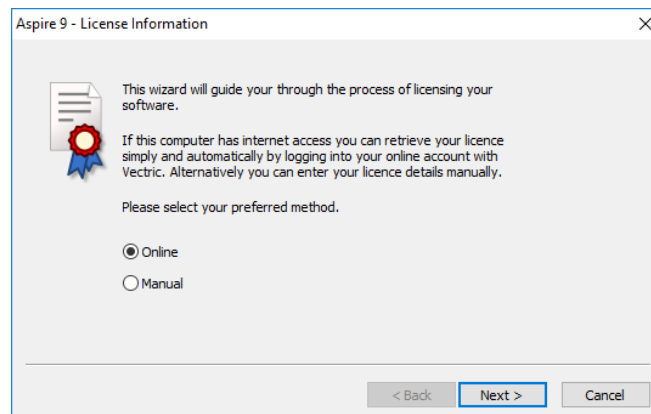 Aspire 9 - License Information
This wizard will guide your through the process of licensing your
software.
If this computer has internet access you can retrieve your licence
simply and automatically by logging into your online account with
Vectric. Alternatively you can enter your licence details manually.
Please select your preferred method.
Online
Manual
< Back
Next >
Cancel